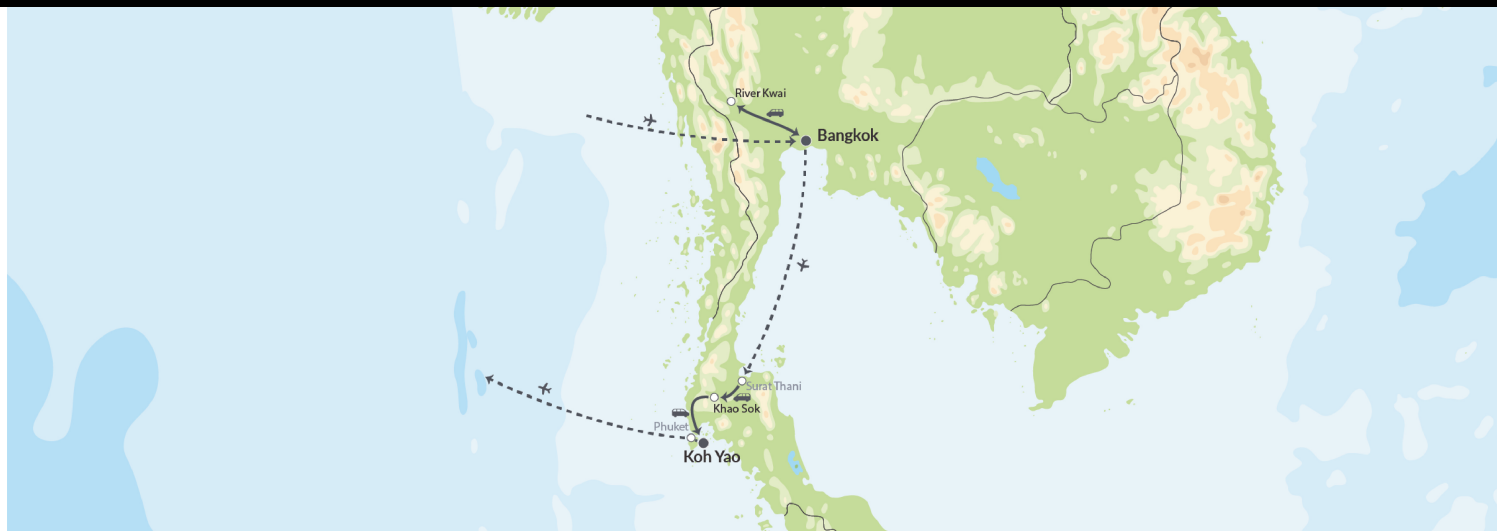 River Kwai
Bangkok
Surat Thani
Khao Sok
Phuket
Koh Yao